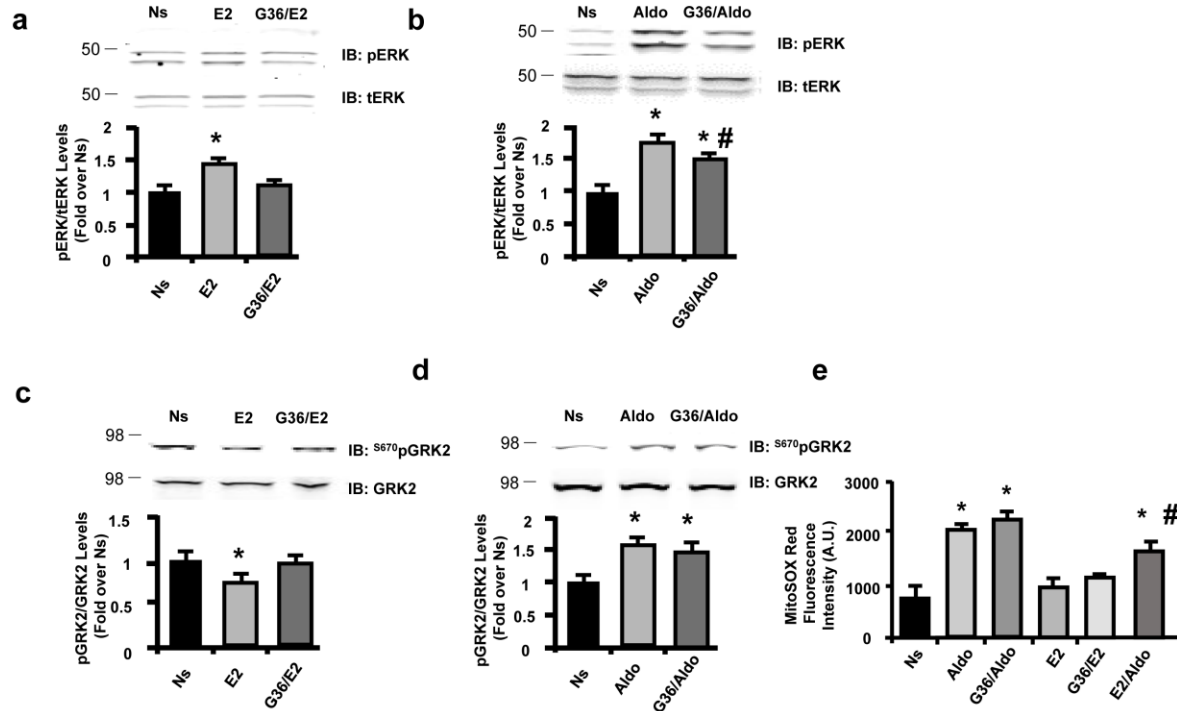 a
Ns E2 G36/E2
50 —
IB: pERK
50 —
IB: tERK
pERK/tERK Levels
(Fold over Ns)
2
1.5
1
0.5
0
*
Ns
E2
G36/E2
b
Ns Aldo G36/Aldo
50 —
IB: pERK
50 —
IB: tERK
pERK/tERK Levels
(Fold over Ns)
2
1.5
1
0.5
0
*
* #
Ns
Aldo
G36/Aldo
c
Ns E2 G36/E2
98 —
IB: S670pGRK2
98 —
IB: GRK2
pGRK2/GRK2 Levels
(Fold over Ns)
1.5
1
0.5
0
*
Ns
E2
G36/E2
d
Ns Aldo G36/Aldo
98 —
IB: S670pGRK2
98 —
IB: GRK2
pGRK2/GRK2 Levels
(Fold over Ns)
2
1.5
1
0.5
0
*
*
Ns
Aldo
G36/Aldo
e
MitoSOX Red
Fluorescence
Intensity (A.U.)
3000
2000
1000
0
*
*
* #
Ns
Aldo
G36/Aldo
E2
G36/E2
E2/Aldo